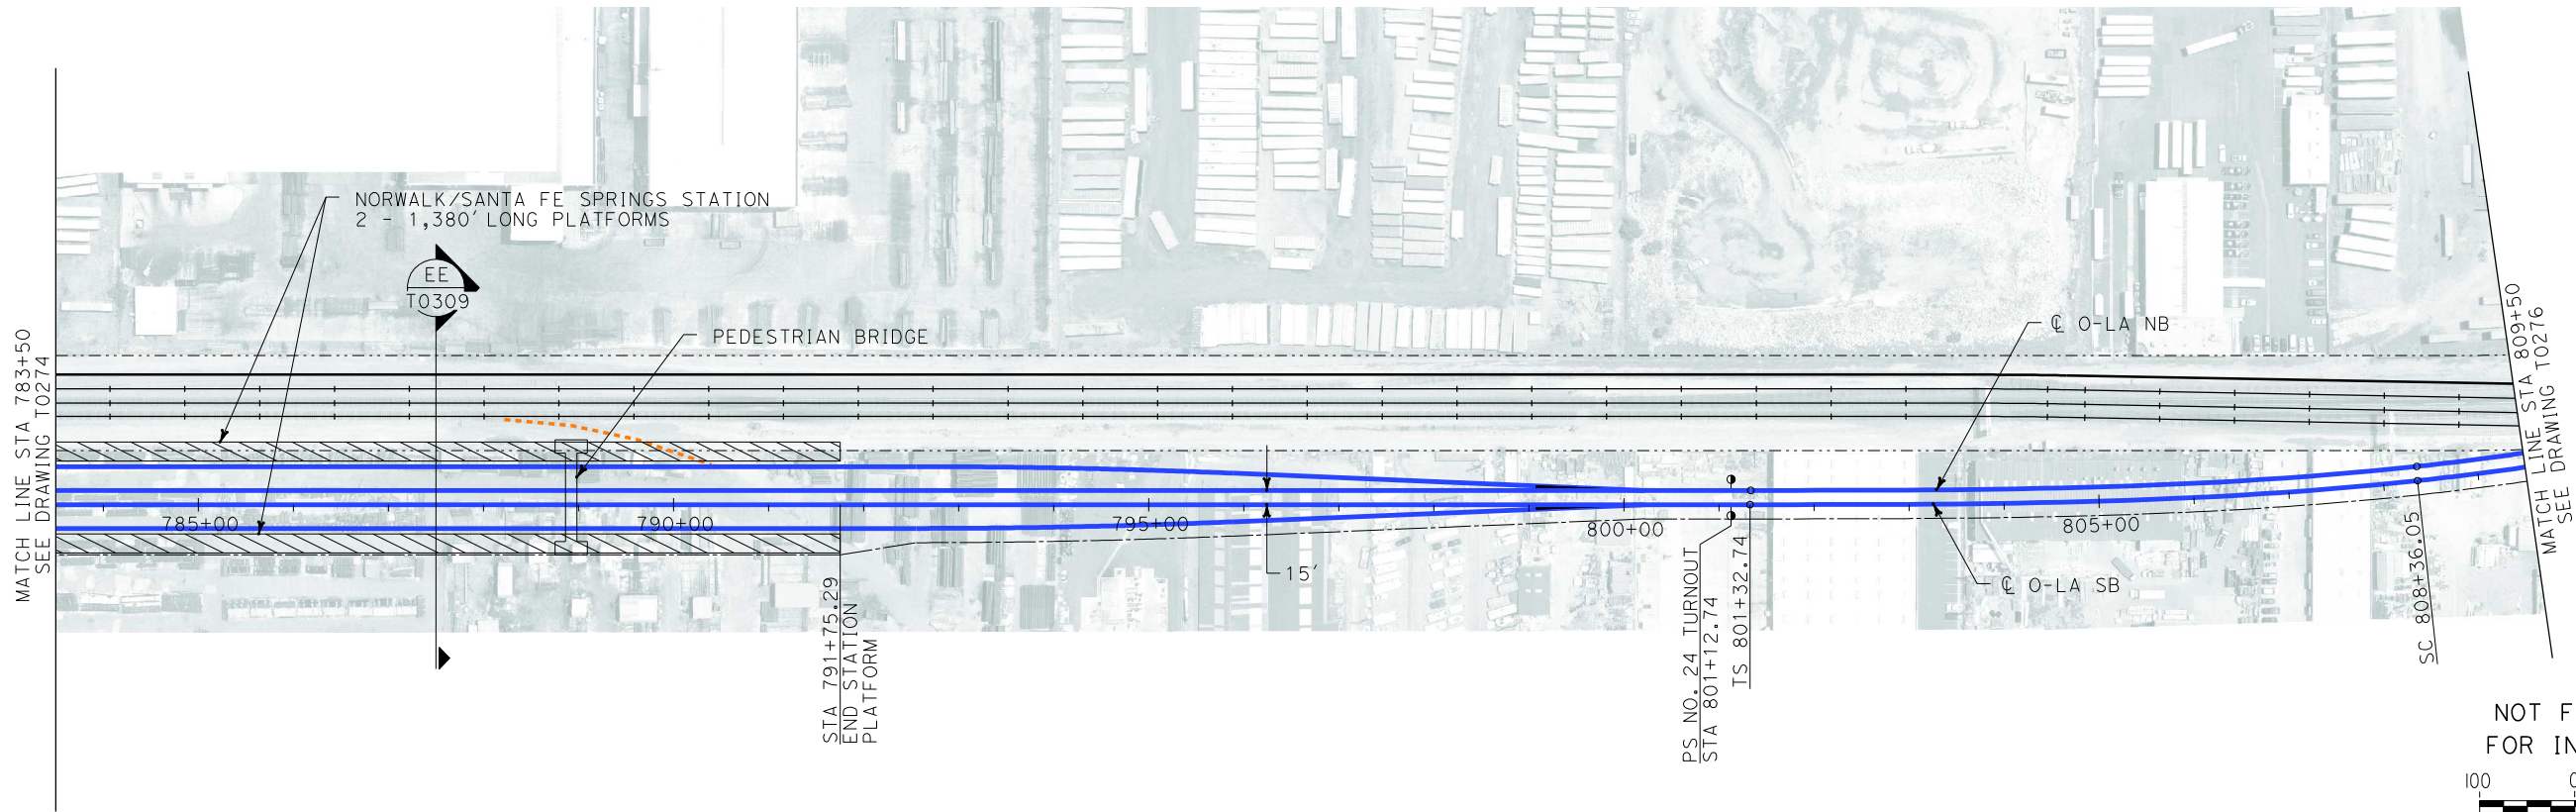 NORWALK/SANTA FE SPRINGS STATION
2 - 1,380' LONG PLATFORMS
EE
T0309
PEDESTRIAN BRIDGE
℄ O-LA NB
MATCH LINE STA 783+50
SEE DRAWING T0274
MATCH LINE STA 809+50
SEE DRAWING T0276
785+00
790+00
795+00
800+00
805+00
15'
℄ O-LA SB
STA 791+75.29
END STATION
PLATFORM
PS NO. 24 TURNOUT
STA 801+12.74
TS 801+32.74
SC 808+36.05
NOT F
FOR IN
100
0